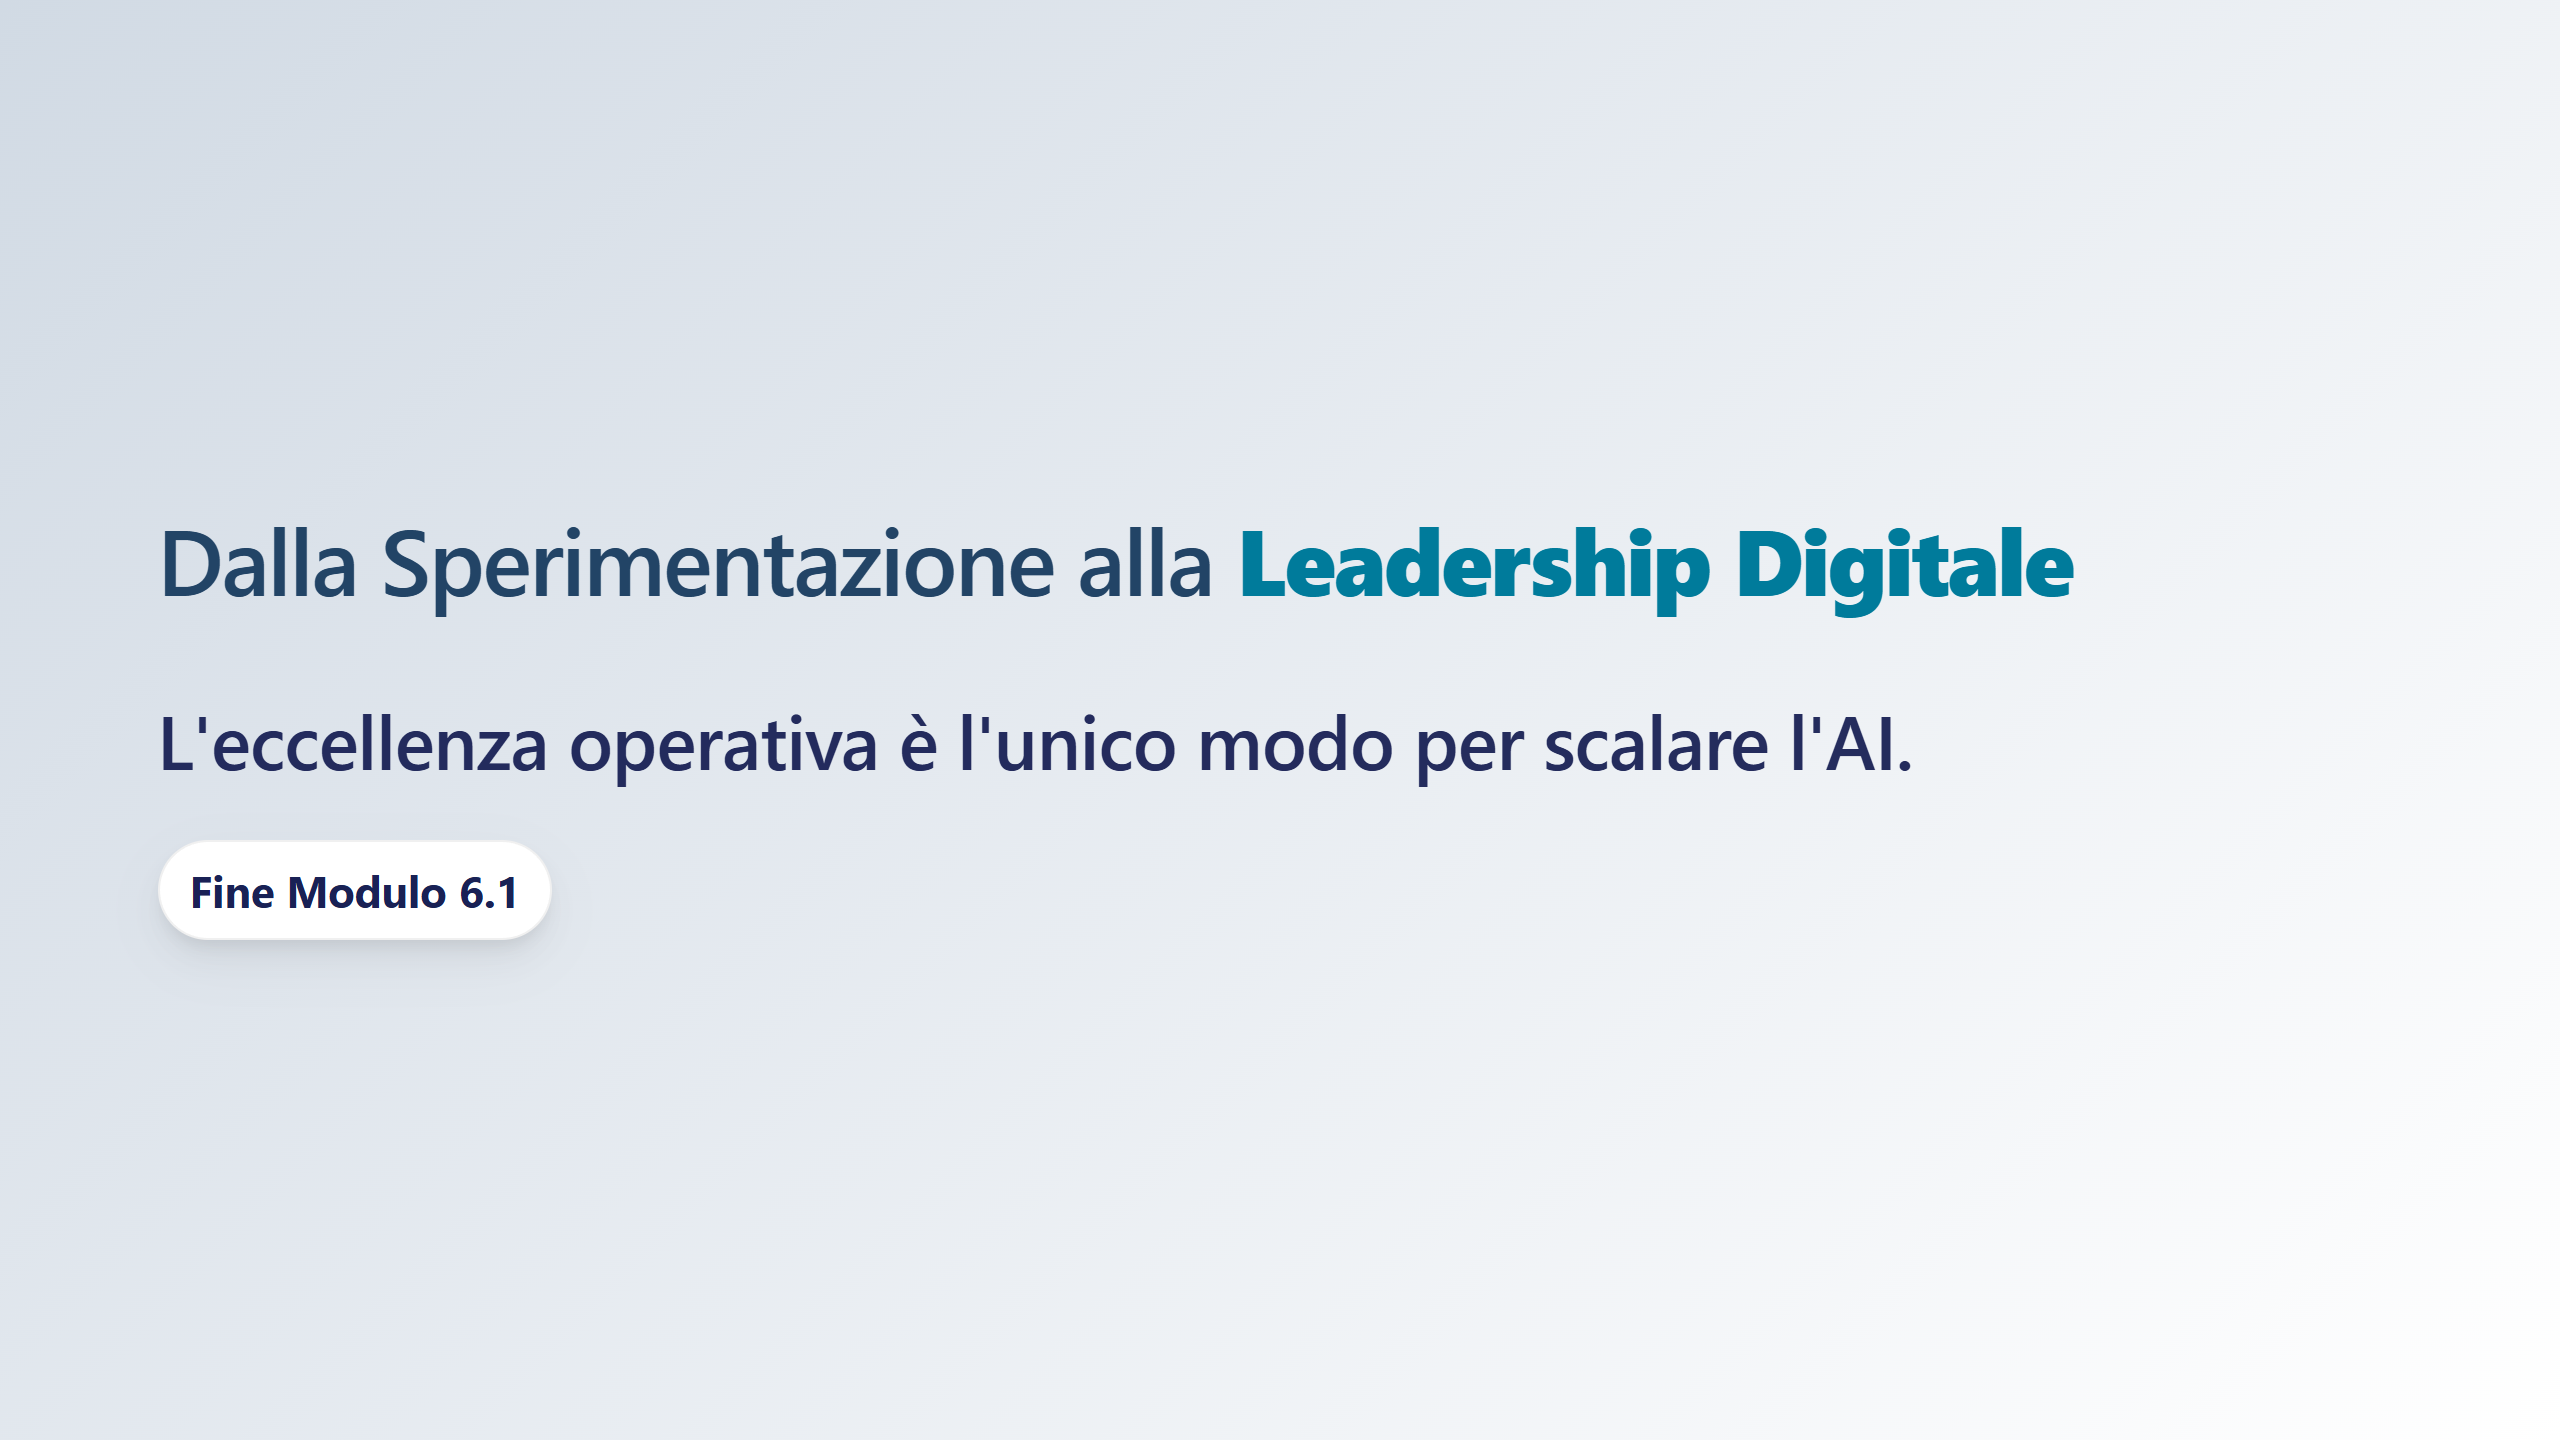 Dalla Sperimentazione alla Leadership Digitale
L'eccellenza operativa è l'unico modo per scalare l'AI.
Fine Modulo 6.1